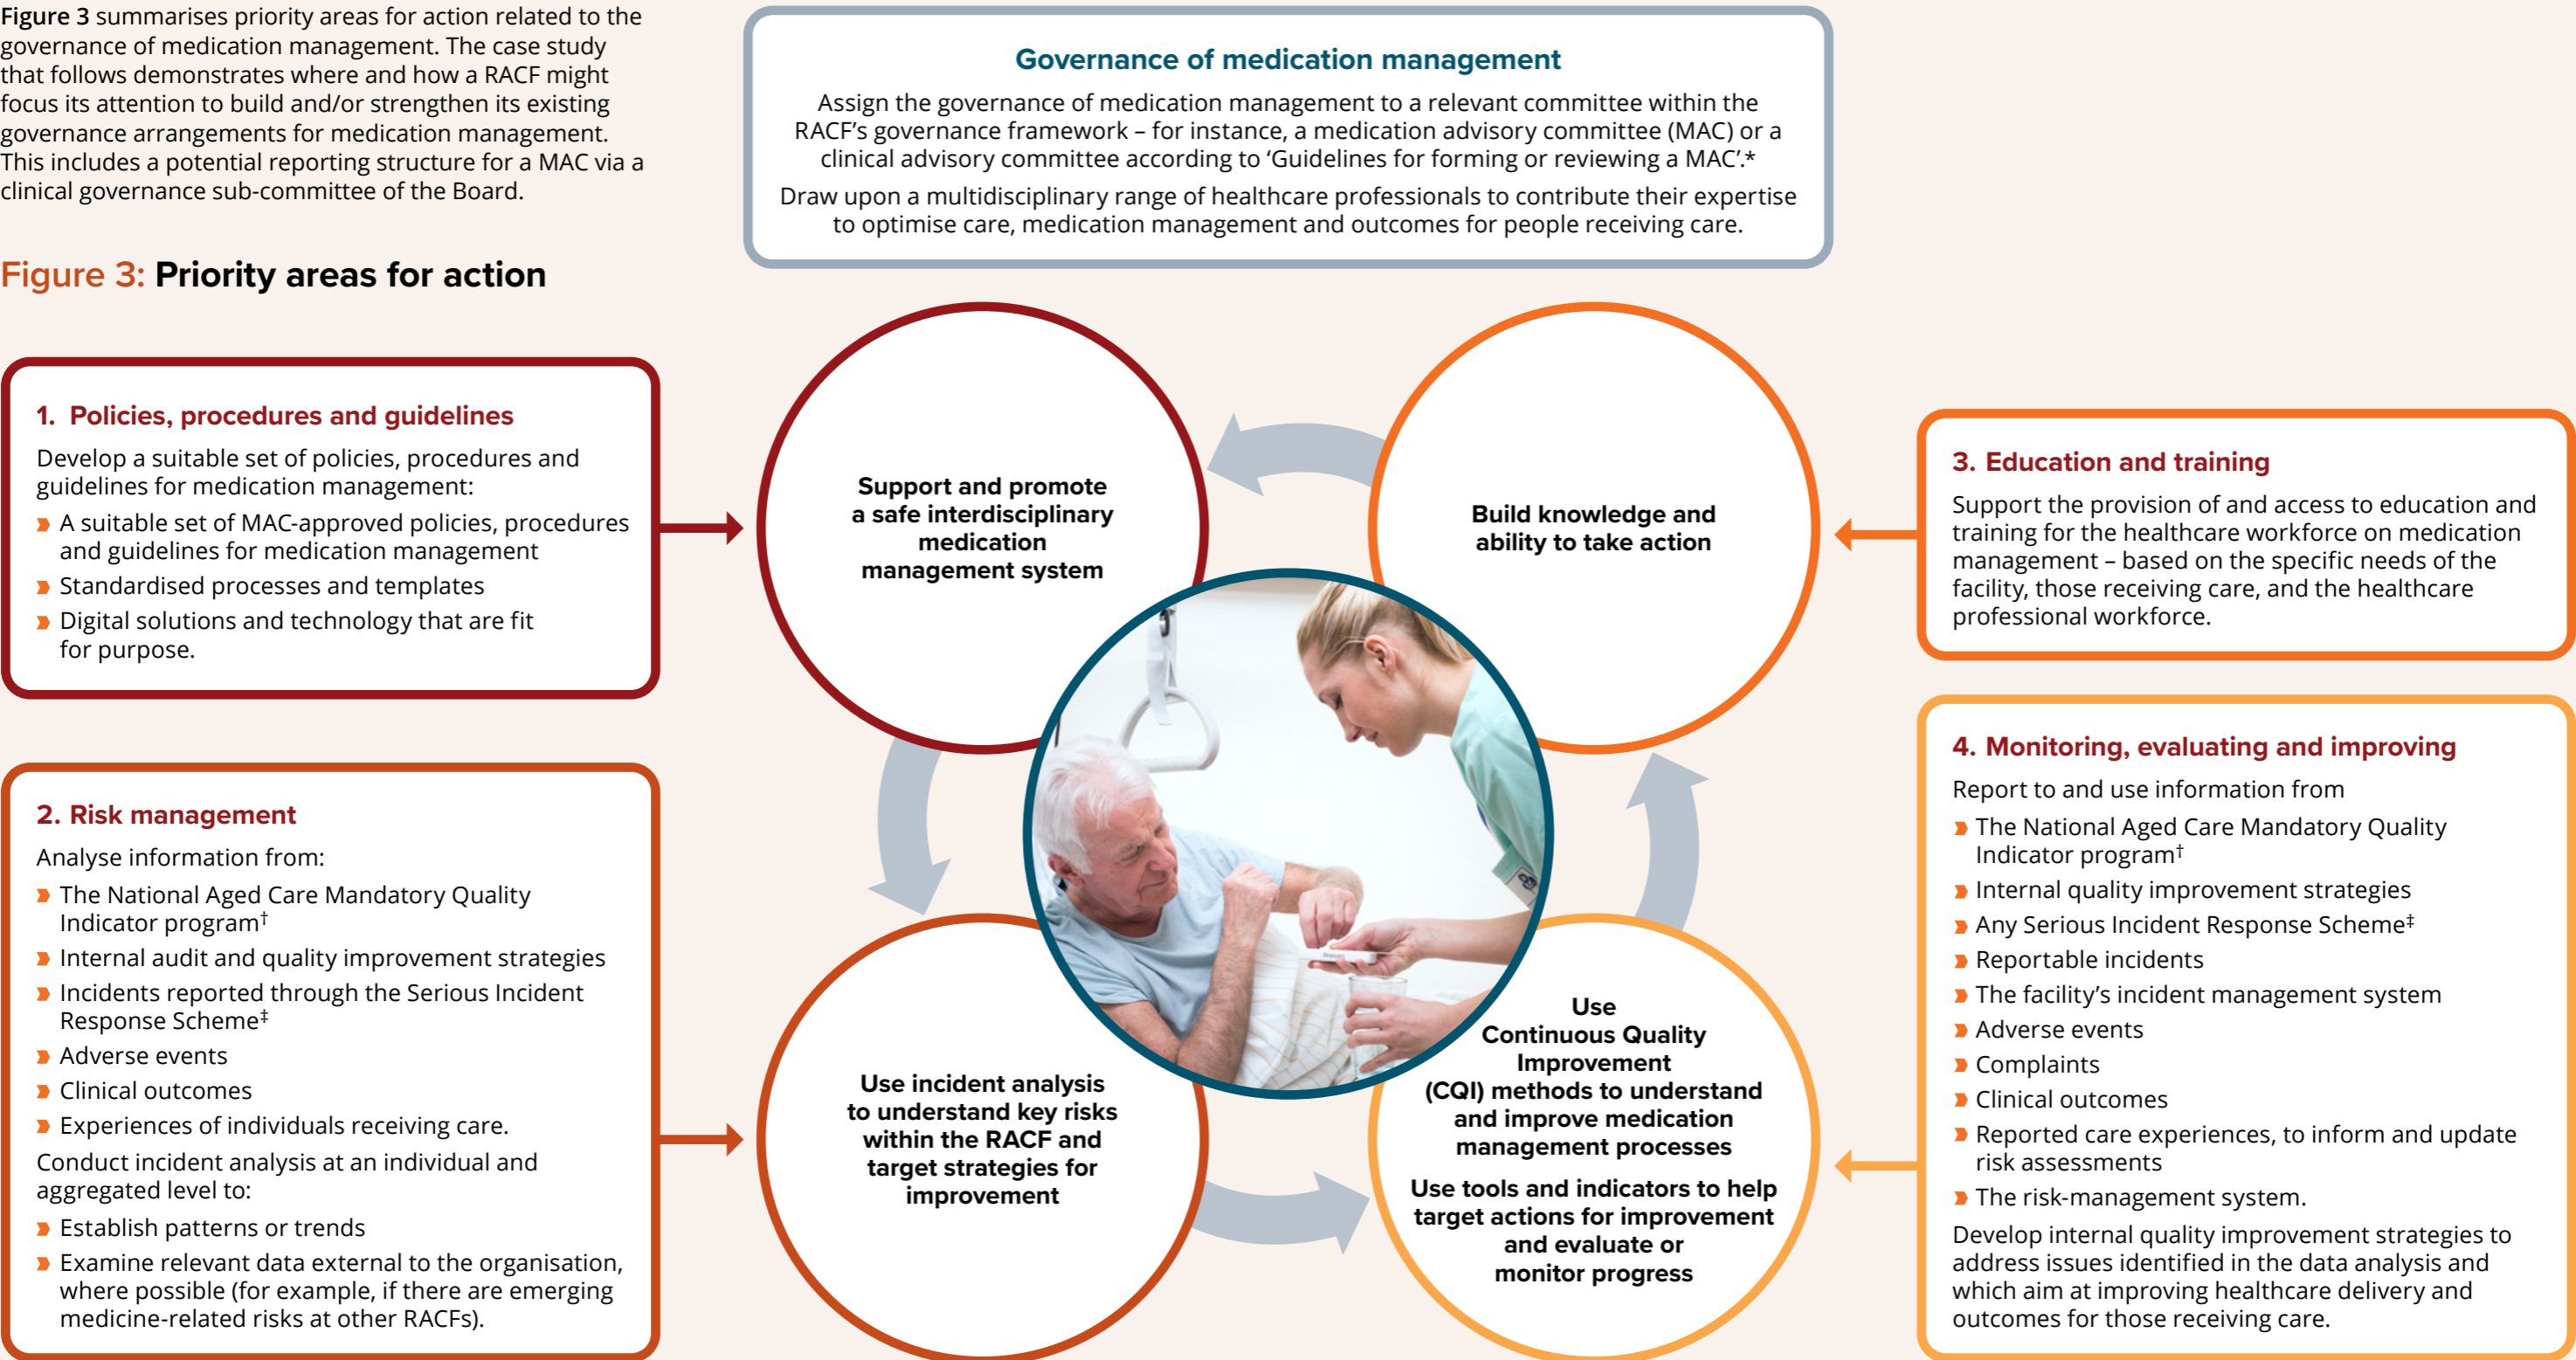 Figure 3 summarises priority areas for action related to the
governance of medication management. The case study
that follows demonstrates where and how a RACF might
focus its attention to build and/or strengthen its existing
governance arrangements for medication management.
This includes a potential reporting structure for a MAC via a
clinical governance sub-committee of the Board.
Governance of medication management
Assign the governance of medication management to a relevant committee within the
RACF’s governance framework – for instance, a medication advisory committee (MAC) or a
clinical advisory committee according to ‘Guidelines for forming or reviewing a MAC’.*
Draw upon a multidisciplinary range of healthcare professionals to contribute their expertise
to optimise care, medication management and outcomes for people receiving care.
Figure 3: Priority areas for action
1. Policies, procedures and guidelines
Develop a suitable set of policies, procedures and
guidelines for medication management:
A suitable set of MAC-approved policies, procedures
and guidelines for medication management
Standardised processes and templates
Digital solutions and technology that are fit
for purpose.
Support and promote
a safe interdisciplinary
medication
management system
Build knowledge and
ability to take action
3. Education and training
Support the provision of and access to education and
training for the healthcare workforce on medication
management – based on the specific needs of the
facility, those receiving care, and the healthcare
professional workforce.
2. Risk management
Analyse information from:
The National Aged Care Mandatory Quality
Indicator program†
Internal audit and quality improvement strategies
Incidents reported through the Serious Incident
Response Scheme‡
Adverse events
Clinical outcomes
Experiences of individuals receiving care.
Conduct incident analysis at an individual and
aggregated level to:
Establish patterns or trends
Examine relevant data external to the organisation,
where possible (for example, if there are emerging
medicine-related risks at other RACFs).
Use incident analysis
to understand key risks
within the RACF and
target strategies for
improvement
Use
Continuous Quality
Improvement
(CQI) methods to understand
and improve medication
management processes
Use tools and indicators to help
target actions for improvement
and evaluate or
monitor progress
4. Monitoring, evaluating and improving
Report to and use information from
The National Aged Care Mandatory Quality
Indicator program†
Internal quality improvement strategies
Any Serious Incident Response Scheme‡
Reportable incidents
The facility’s incident management system
Adverse events
Complaints
Clinical outcomes
Reported care experiences, to inform and update
risk assessments
The risk-management system.
Develop internal quality improvement strategies to
address issues identified in the data analysis and
which aim at improving healthcare delivery and
outcomes for those receiving care.